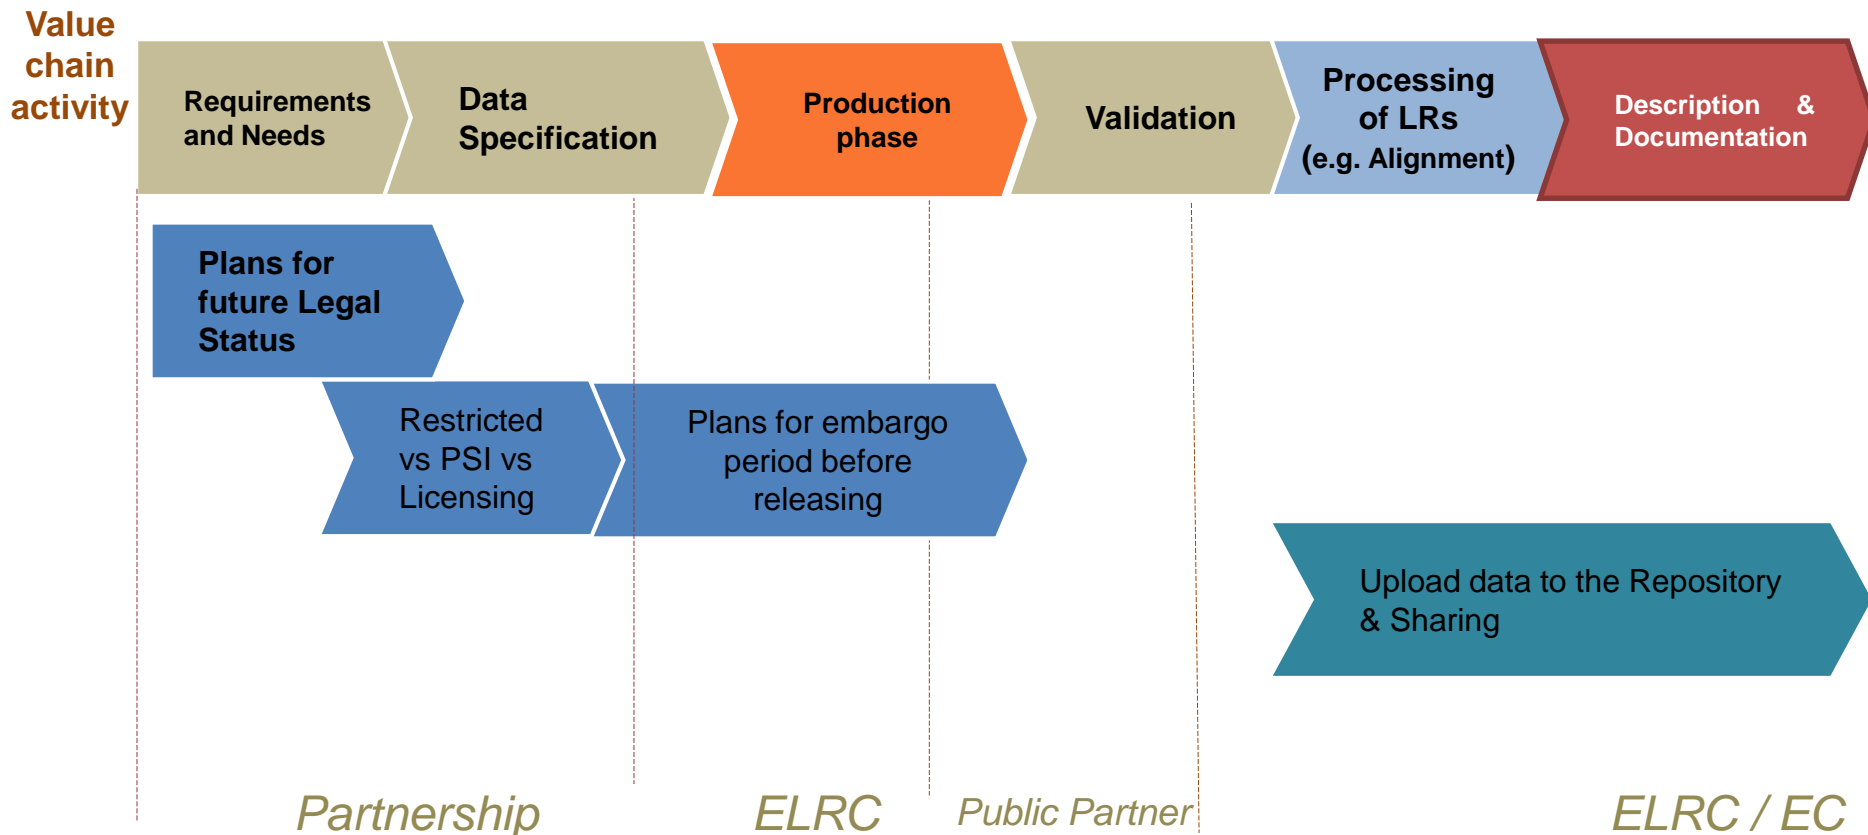 Value
chain
activity
Requirements
and Needs
Data
Specification
Production
phase
Validation
Processing
of LRs
(e.g. Alignment)
Description &
Documentation
Plans for
future Legal
Status
Restricted
vs PSI vs
Licensing
Plans for embargo
period before
releasing
Upload data to the Repository
& Sharing
Partnership
ELRC
Public Partner
ELRC / EC